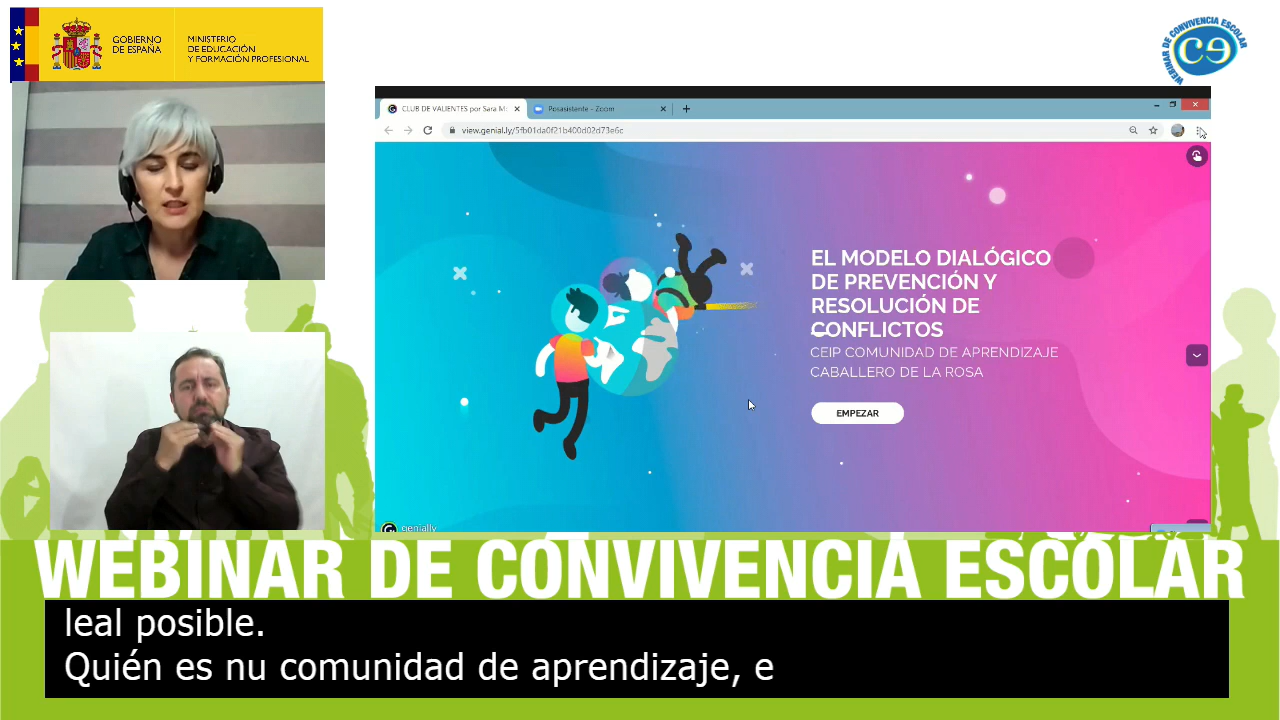 GOBIERNO
DE ESPAÑA
MINISTERIO
DE EDUCACIÓN
Y FORMACIÓN PROFESIONAL
WEBINAR DE CONVIVENCIA ESCOLAR
ce
CLUB DE VALIENTES por Sara M
Posasistente - Zoom
view.genial.ly/5fb01da0f21b400d02d73e6c
EL MODELO DIALÓGICO
DE PREVENCIÓN Y
RESOLUCIÓN DE
CONFLICTOS
CEIP COMUNIDAD DE APRENDIZAJE
CABALLERO DE LA ROSA
EMPEZAR
genially
WEBINAR DE CONVIVENCIA ESCOLAR
leal posible.
Quién es nu comunidad de aprendizaje, e